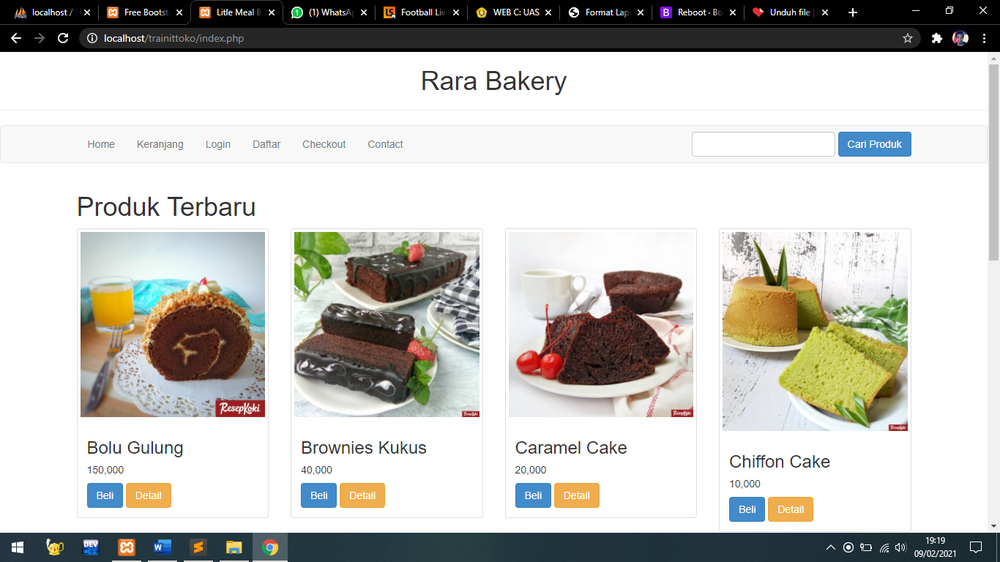 localhost / 
Free Bootst
Litle Meal B
(1) WhatsA
Football Liv
WEB C: UAS
Format Lap
Reboot · Bo
Unduh file |
localhost/trainittoko/index.php
Rara Bakery
Home Keranjang Login Daftar Checkout Contact Cari Produk
Produk Terbaru
RESEPKOKI
RESEPKOKI
RESEPKOKI
RESEPKOKI
Bolu Gulung
150,000
Beli Detail
Brownies Kukus
40,000
Beli Detail
Caramel Cake
20,000
Beli Detail
Chiffon Cake
10,000
Beli Detail
DEV
19:19
09/02/2021